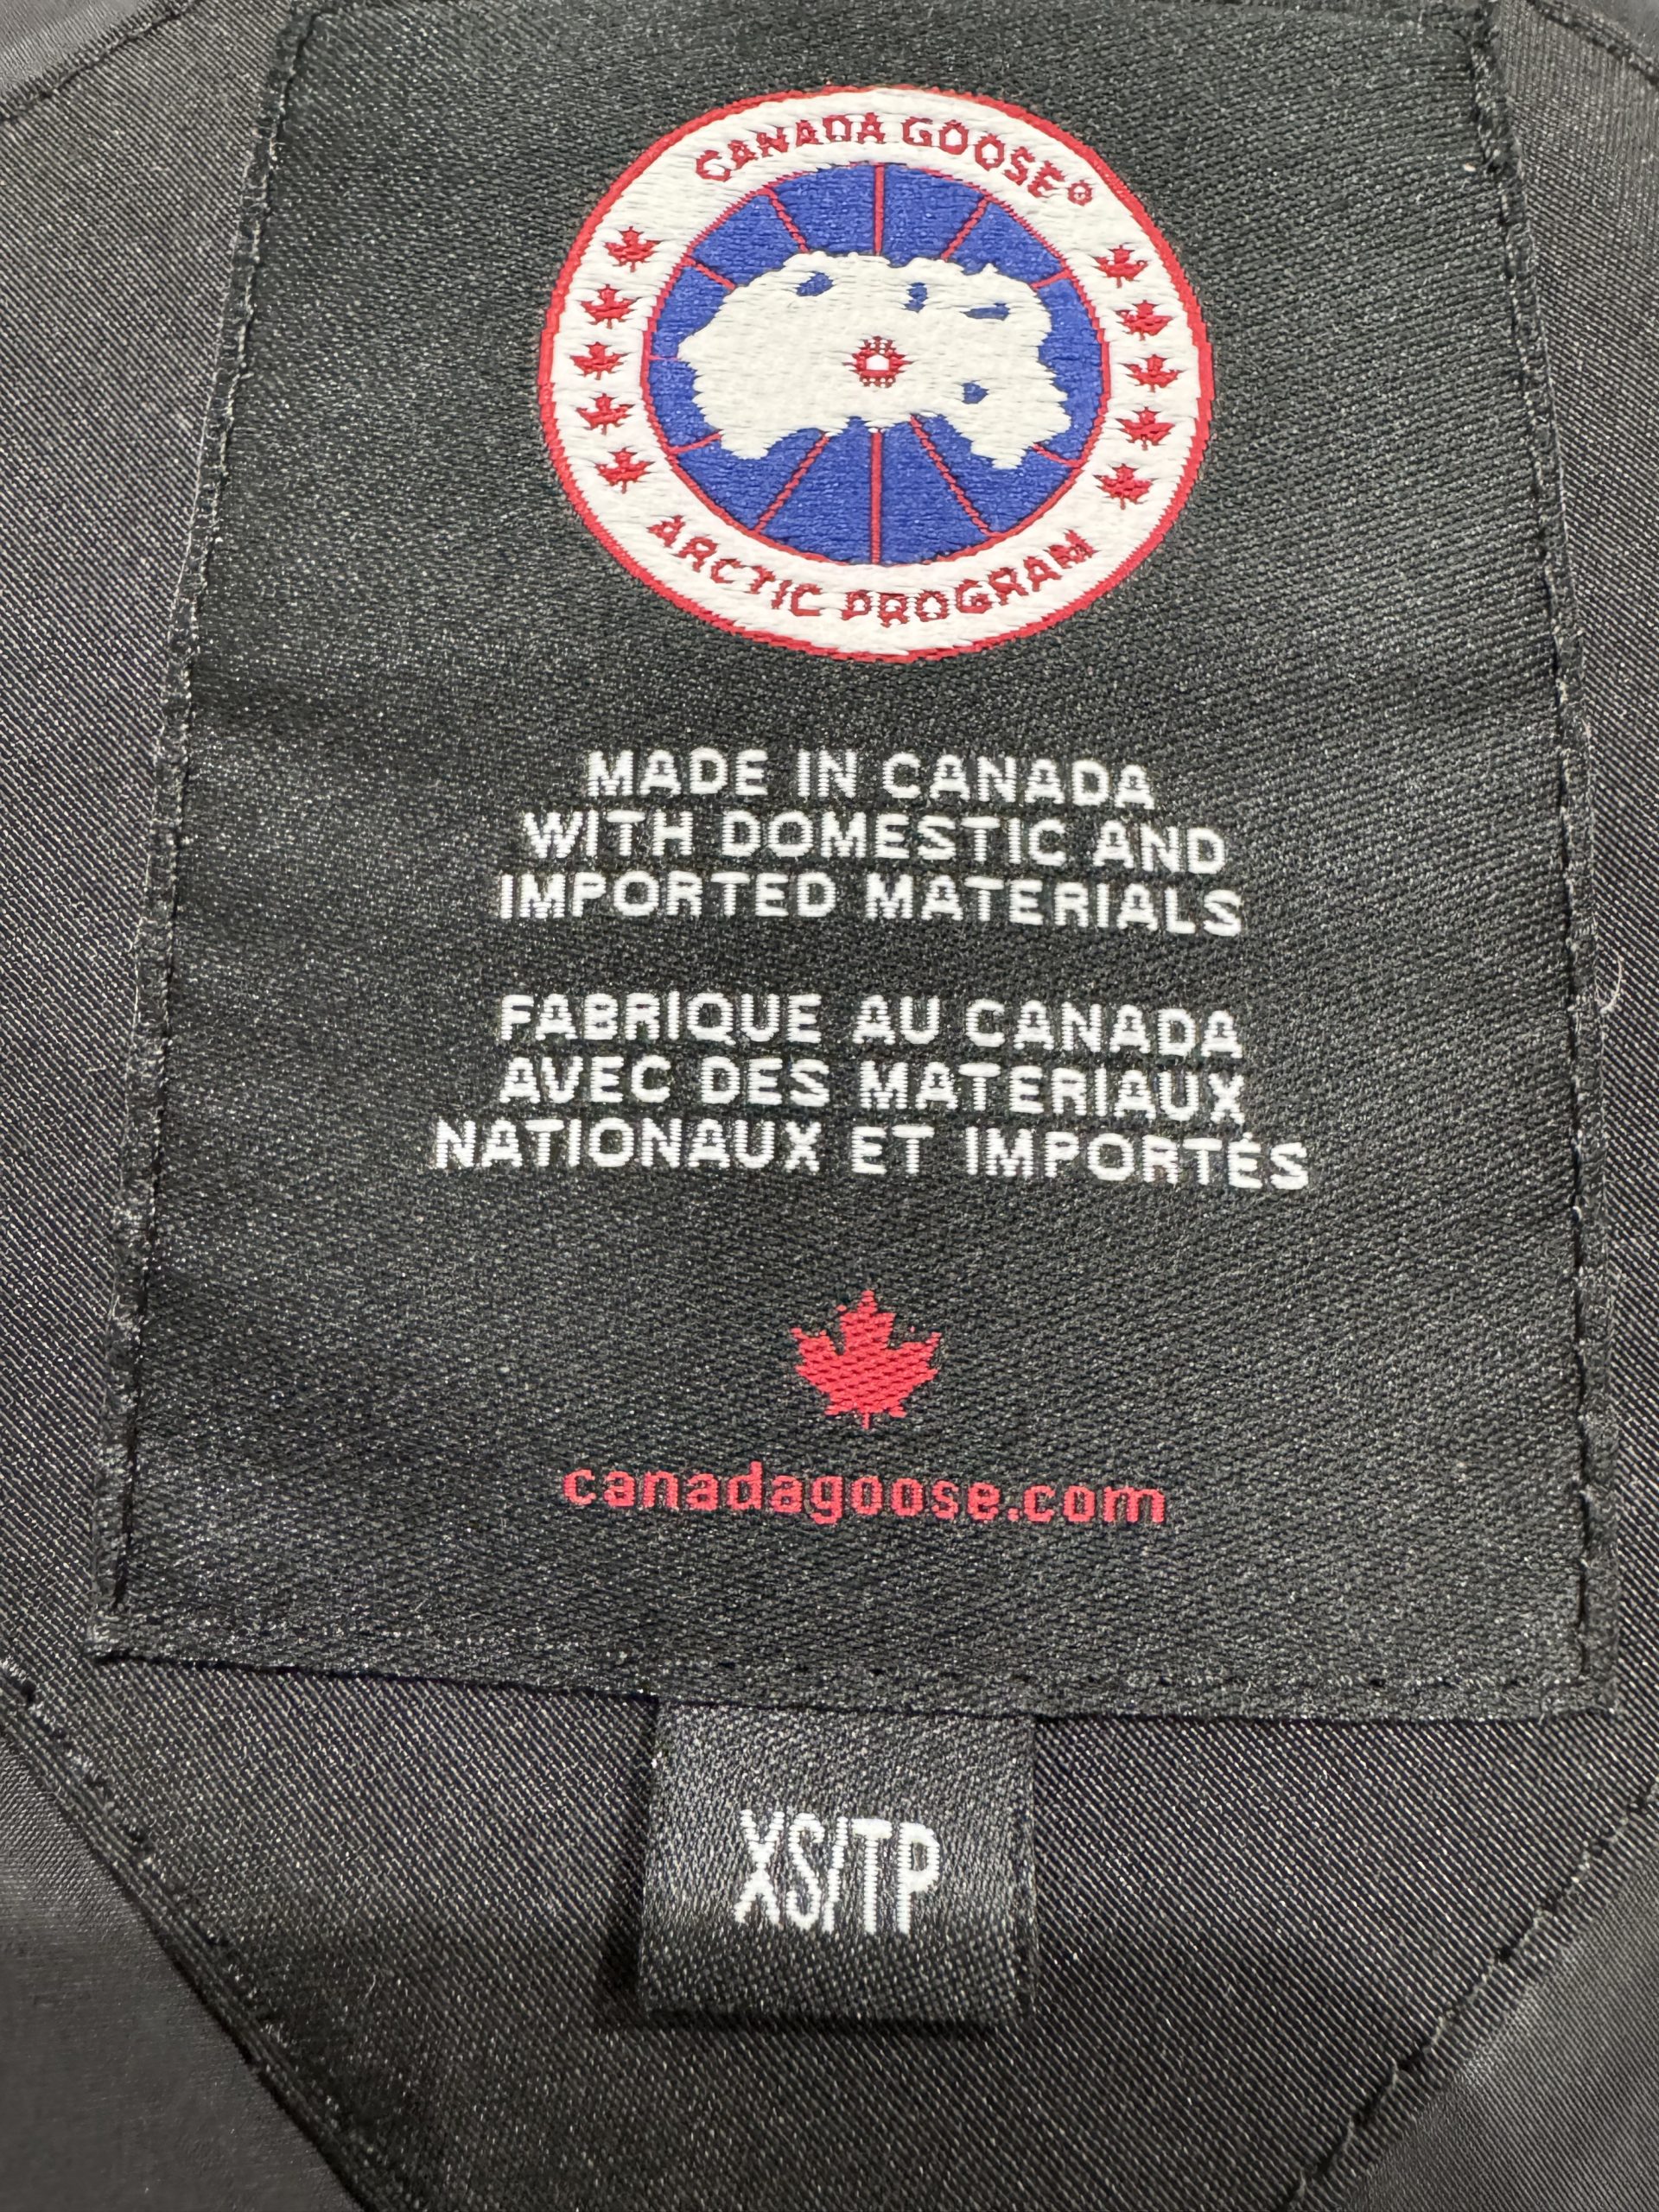 CANADA GOOSE®
ARCTIC PROGRAM
MADE IN CANADA
WITH DOMESTIC AND
IMPORTED MATERIALS
FABRIQUE AU CANADA
AVEC DES MATERIAUX
NATIONAUX ET IMPORTÉS
canadagoose.com
XS/TP